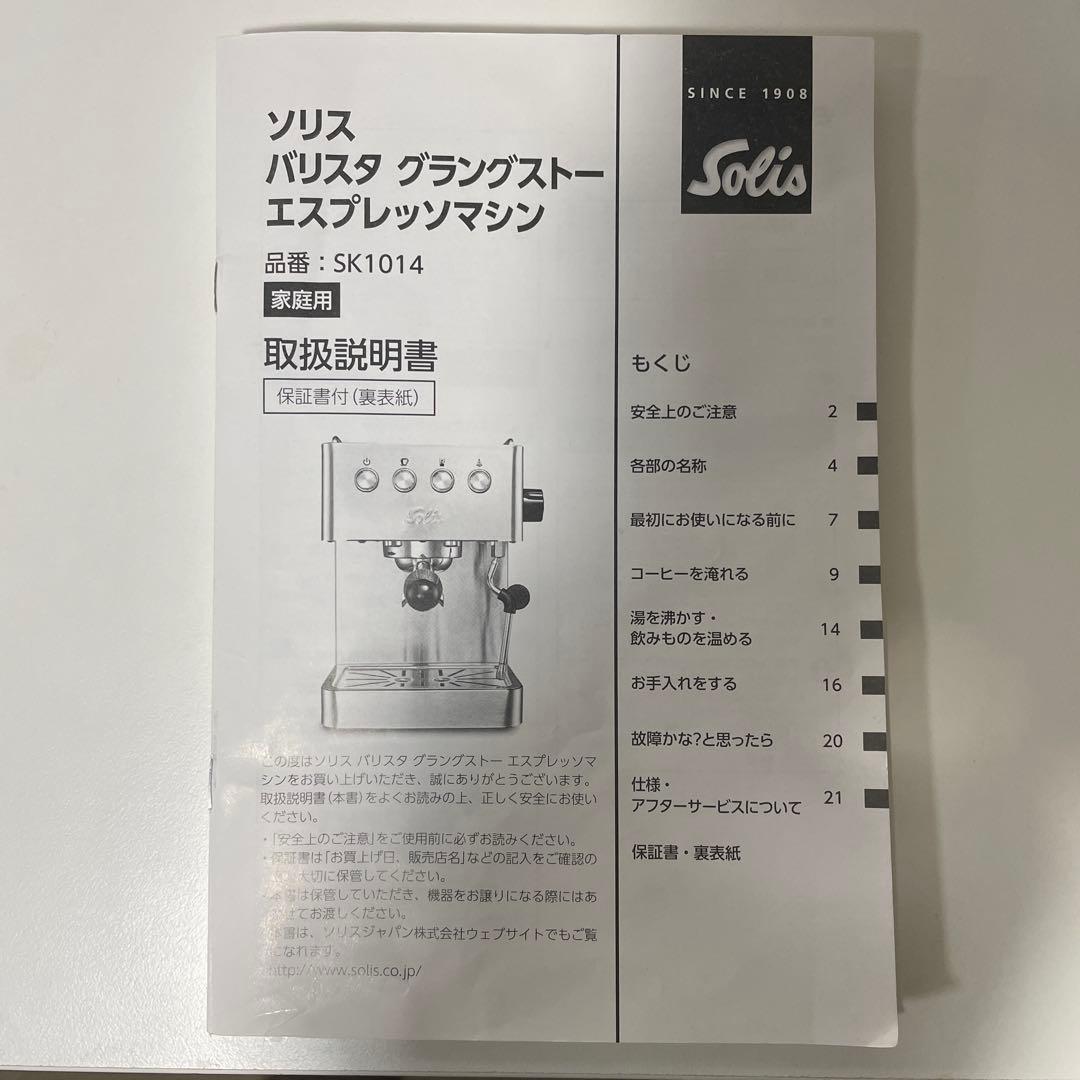 ソリス
バリスタ グラングストー
エスプレッソマシン
品番：SK1014
家庭用
取扱説明書
保証書付（裏表紙）
Solis
この度はソリス バリスタ グラングストー エスプレッソマ
シンをお買い上げいただき、誠にありがとうございます。
取扱説明書（本書）をよくお読みの上、正しく安全にお使い
ください。
・「安全上のご注意」をご使用前に必ずお読みください。
・保証書は「お買上げ日、販売店名」などの記入をご確認の
大切に保管してください。
・本書は保管していただき、機器をお譲りになる際にはあ
せてお渡しください。
本書は、ソリスジャパン株式会社ウェブサイトでもご覧
になれます。
http://www.solis.co.jp/
SINCE 1908
Solis
もくじ
安全上のご注意 2
各部の名称 4
最初にお使いになる前に 7
コーヒーを淹れる 9
湯を沸かす・
飲みものを温める 14
お手入れをする 16
故障かな?と思ったら 20
仕様・
アフターサービスについて 21
保証書・裏表紙